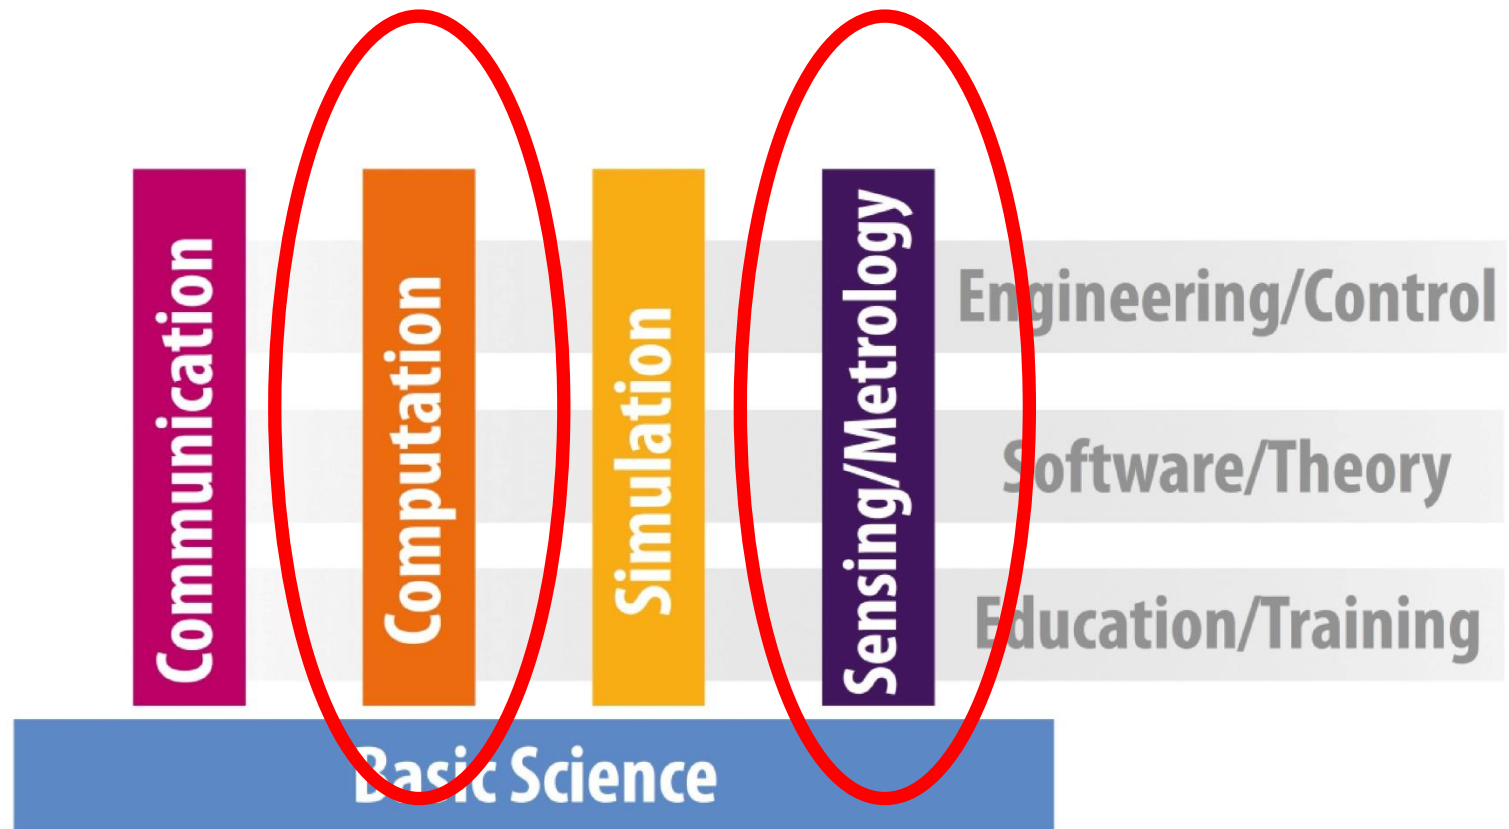 Communication
Computation
Simulation
Sensing/Metrology
Engineering/Control
Software/Theory
Education/Training
Basic Science